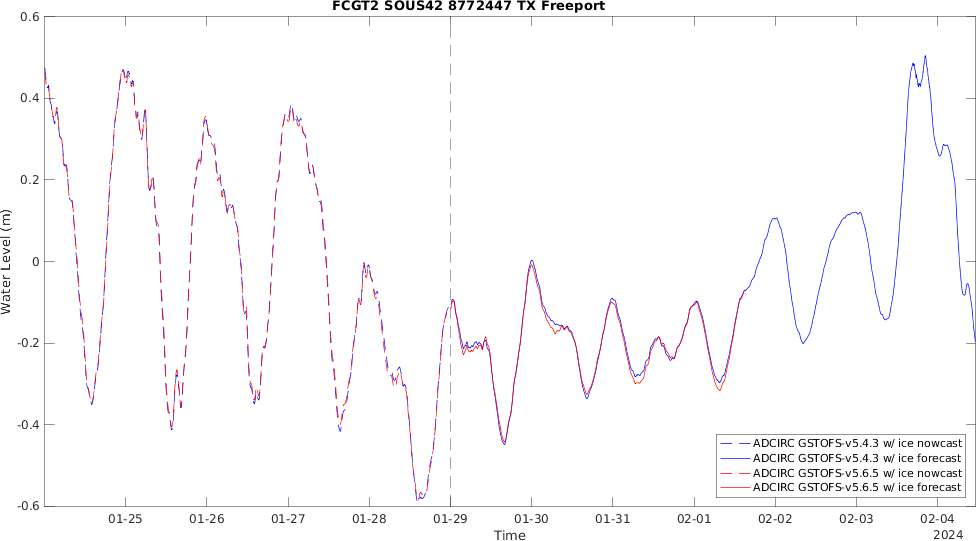 FCGT2 SOUS42 8772447 TX Freeport
0.6
0.4
0.2
0
-0.2
-0.4
-0.6
Water Level (m)
ADCIRC GSTOFS-v5.4.3 w/ ice nowcast
ADCIRC GSTOFS-v5.4.3 w/ ice forecast
ADCIRC GSTOFS-v5.6.5 w/ ice nowcast
ADCIRC GSTOFS-v5.6.5 w/ ice forecast
01-25 01-26 01-27 01-28 01-29 01-30 01-31 02-01 02-02 02-03 02-04
Time
2024